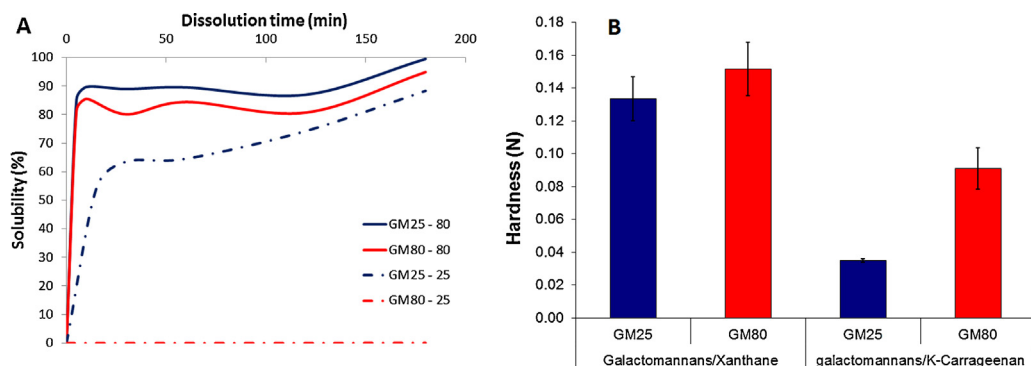 A
Dissolution time (min)
0 50 100 150 200
100
90
80
70
60
50
40
30
20
10
0
Solubility (%)
GM25 - 80
GM80 - 80
GM25 - 25
GM80 - 25
B
Hardness (N)
0.18
0.16
0.14
0.12
0.10
0.08
0.06
0.04
0.02
0.00
GM25 GM80 GM25 GM80
Galactomannans/Xanthane galactomannans/K-Carrageenan